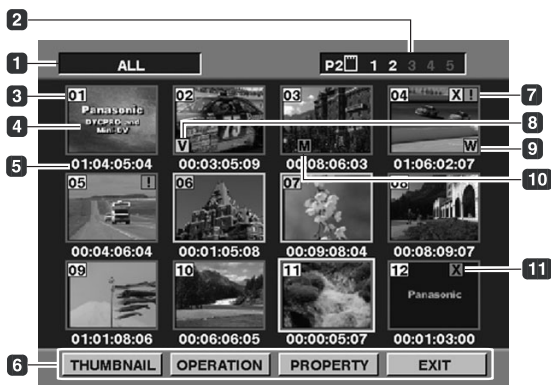 2
1 ALL P2 1 2 3 4 5
3 01 02 03 04 X ! 7
4 Panasonic DVCPRO and Mini-DV 8
V M W 9
5 01:04:05:04 00:03:05:09 00:08:06:03 01:06:02:07
10
05 ! 06 07 08
00:04:06:04 00:01:05:08 00:09:08:04 00:08:09:07
09 10 11 12 X 11
Panasonic
01:01:08:06 00:06:06:05 00:00:05:07 00:01:03:00
6 THUMBNAIL OPERATION PROPERTY EXIT